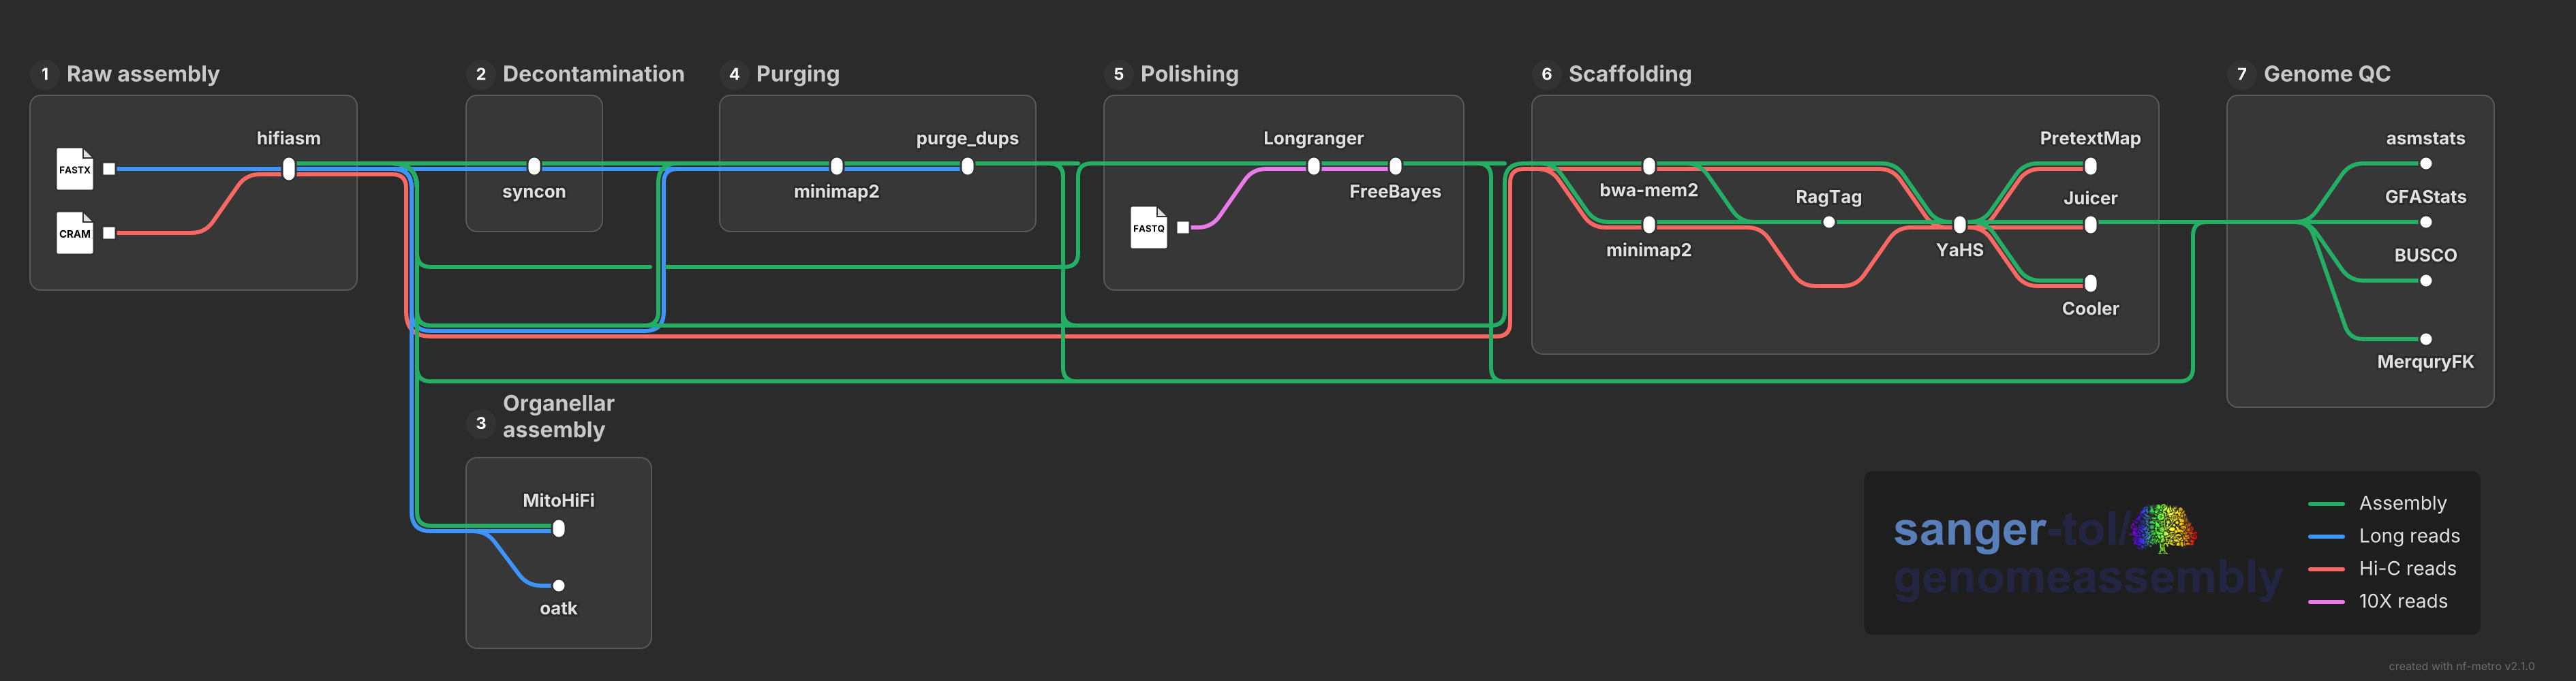 1 Raw assembly
FASTX
CRAM
hifiasm
2 Decontamination
syncon
3 Organellar
assembly
MitoHiFi
oatk
4 Purging
minimap2
purge_dups
5 Polishing
FASTQ
Longranger
FreeBayes
6 Scaffolding
bwa-mem2
minimap2
RagTag
YaHS
PretextMap
Juicer
Cooler
7 Genome QC
asmstats
GFAStats
BUSCO
MerquryFK
sanger-tol/
genomeassembly
Assembly
Long reads
Hi-C reads
10X reads
created with nf-metro v2.1.0